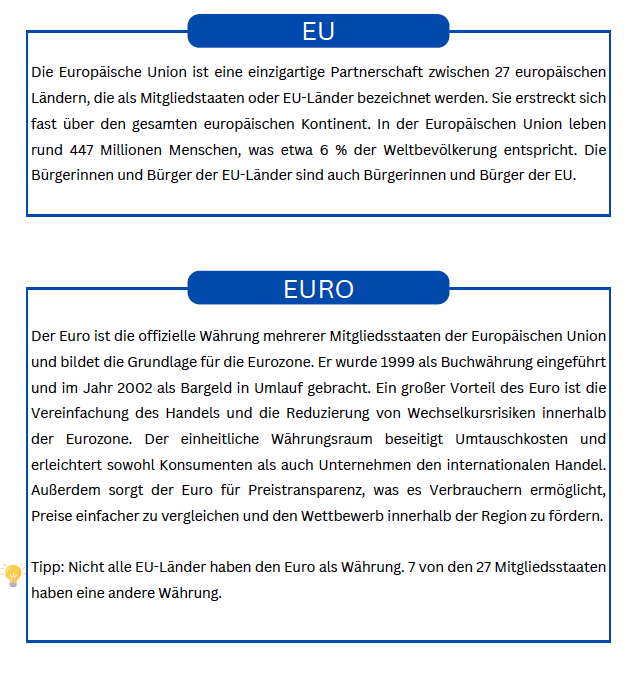 EU
Die Europäische Union ist eine einzigartige Partnerschaft zwischen 27 europäischen
Ländern, die als Mitgliedstaaten oder EU-Länder bezeichnet werden. Sie erstreckt sich
fast über den gesamten europäischen Kontinent. In der Europäischen Union leben
rund 447 Millionen Menschen, was etwa 6 % der Weltbevölkerung entspricht. Die
Bürgerinnen und Bürger der EU-Länder sind auch Bürgerinnen und Bürger der EU.
EURO
Der Euro ist die offizielle Währung mehrerer Mitgliedsstaaten der Europäischen Union
und bildet die Grundlage für die Eurozone. Er wurde 1999 als Buchwährung eingeführt
und im Jahr 2002 als Bargeld in Umlauf gebracht. Ein großer Vorteil des Euro ist die
Vereinfachung des Handels und die Reduzierung von Wechselkursrisiken innerhalb
der Eurozone. Der einheitliche Währungsraum beseitigt Umtauschkosten und
erleichtert sowohl Konsumenten als auch Unternehmen den internationalen Handel.
Außerdem sorgt der Euro für Preistransparenz, was es Verbrauchern ermöglicht,
Preise einfacher zu vergleichen und den Wettbewerb innerhalb der Region zu fördern.
Tipp: Nicht alle EU-Länder haben den Euro als Währung. 7 von den 27 Mitgliedsstaaten
haben eine andere Währung.